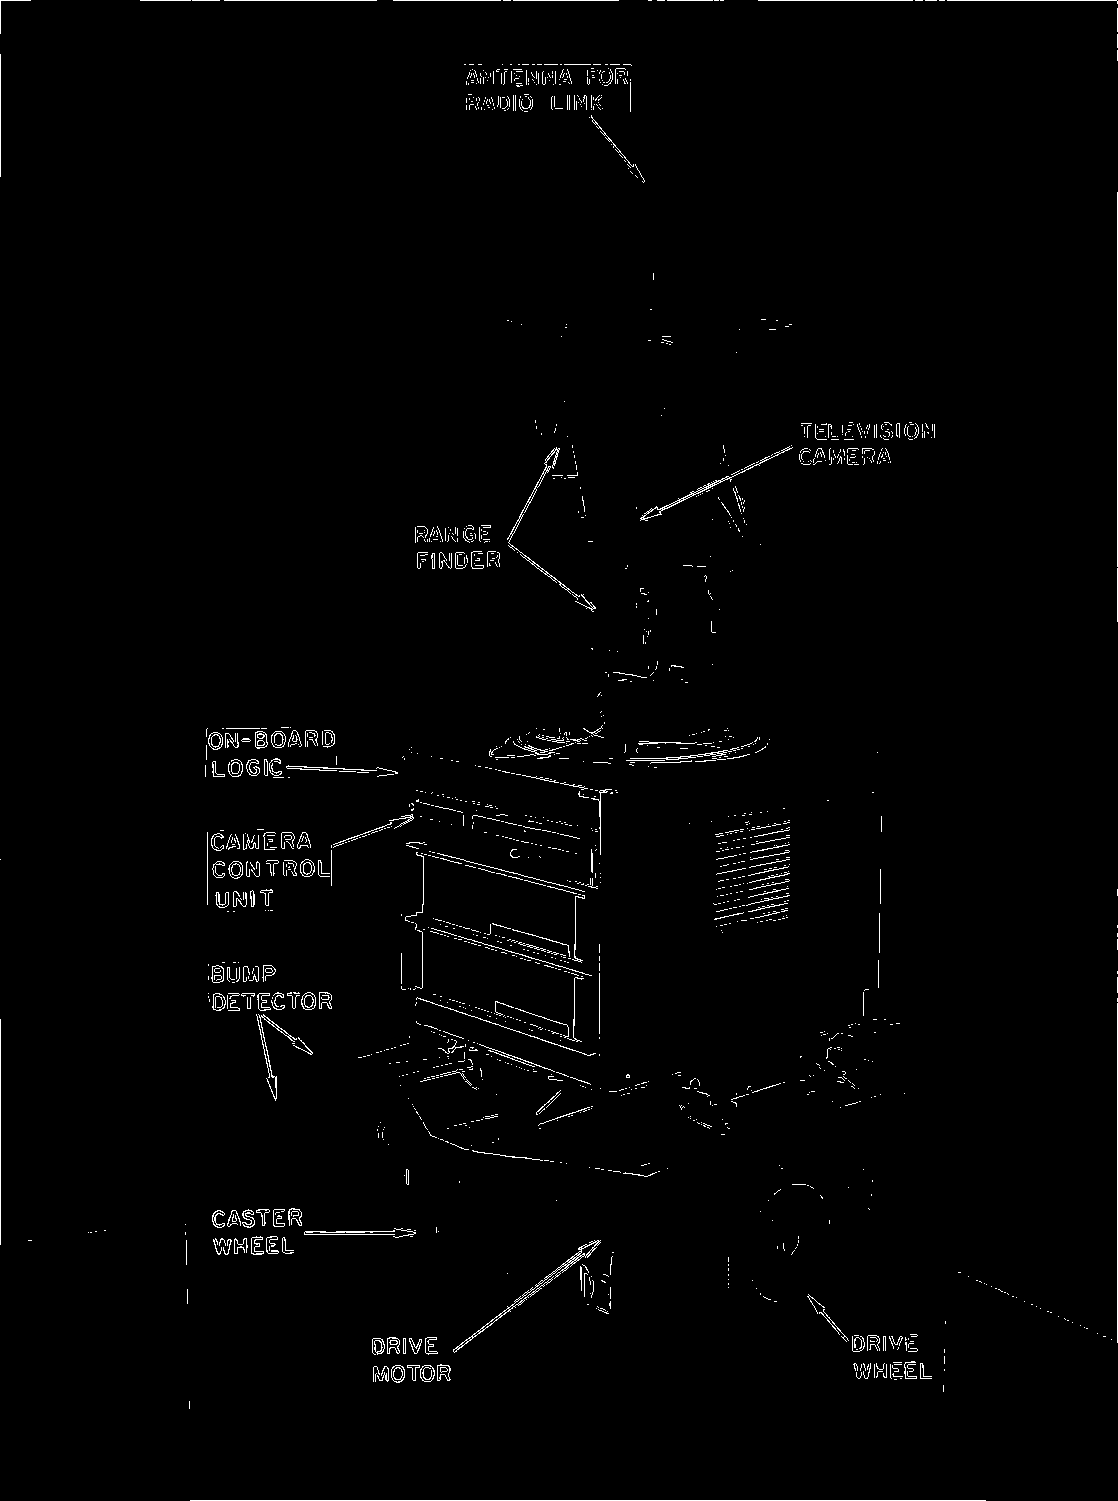 ANTENNA FOR
RADIO LINK
TELEVISION
CAMERA
RANGE
FINDER
ON-BOARD
LOGIC
CAMERA
CONTROL
UNIT
BUMP
DETECTOR
CASTER
WHEEL
DRIVE
MOTOR
DRIVE
WHEEL